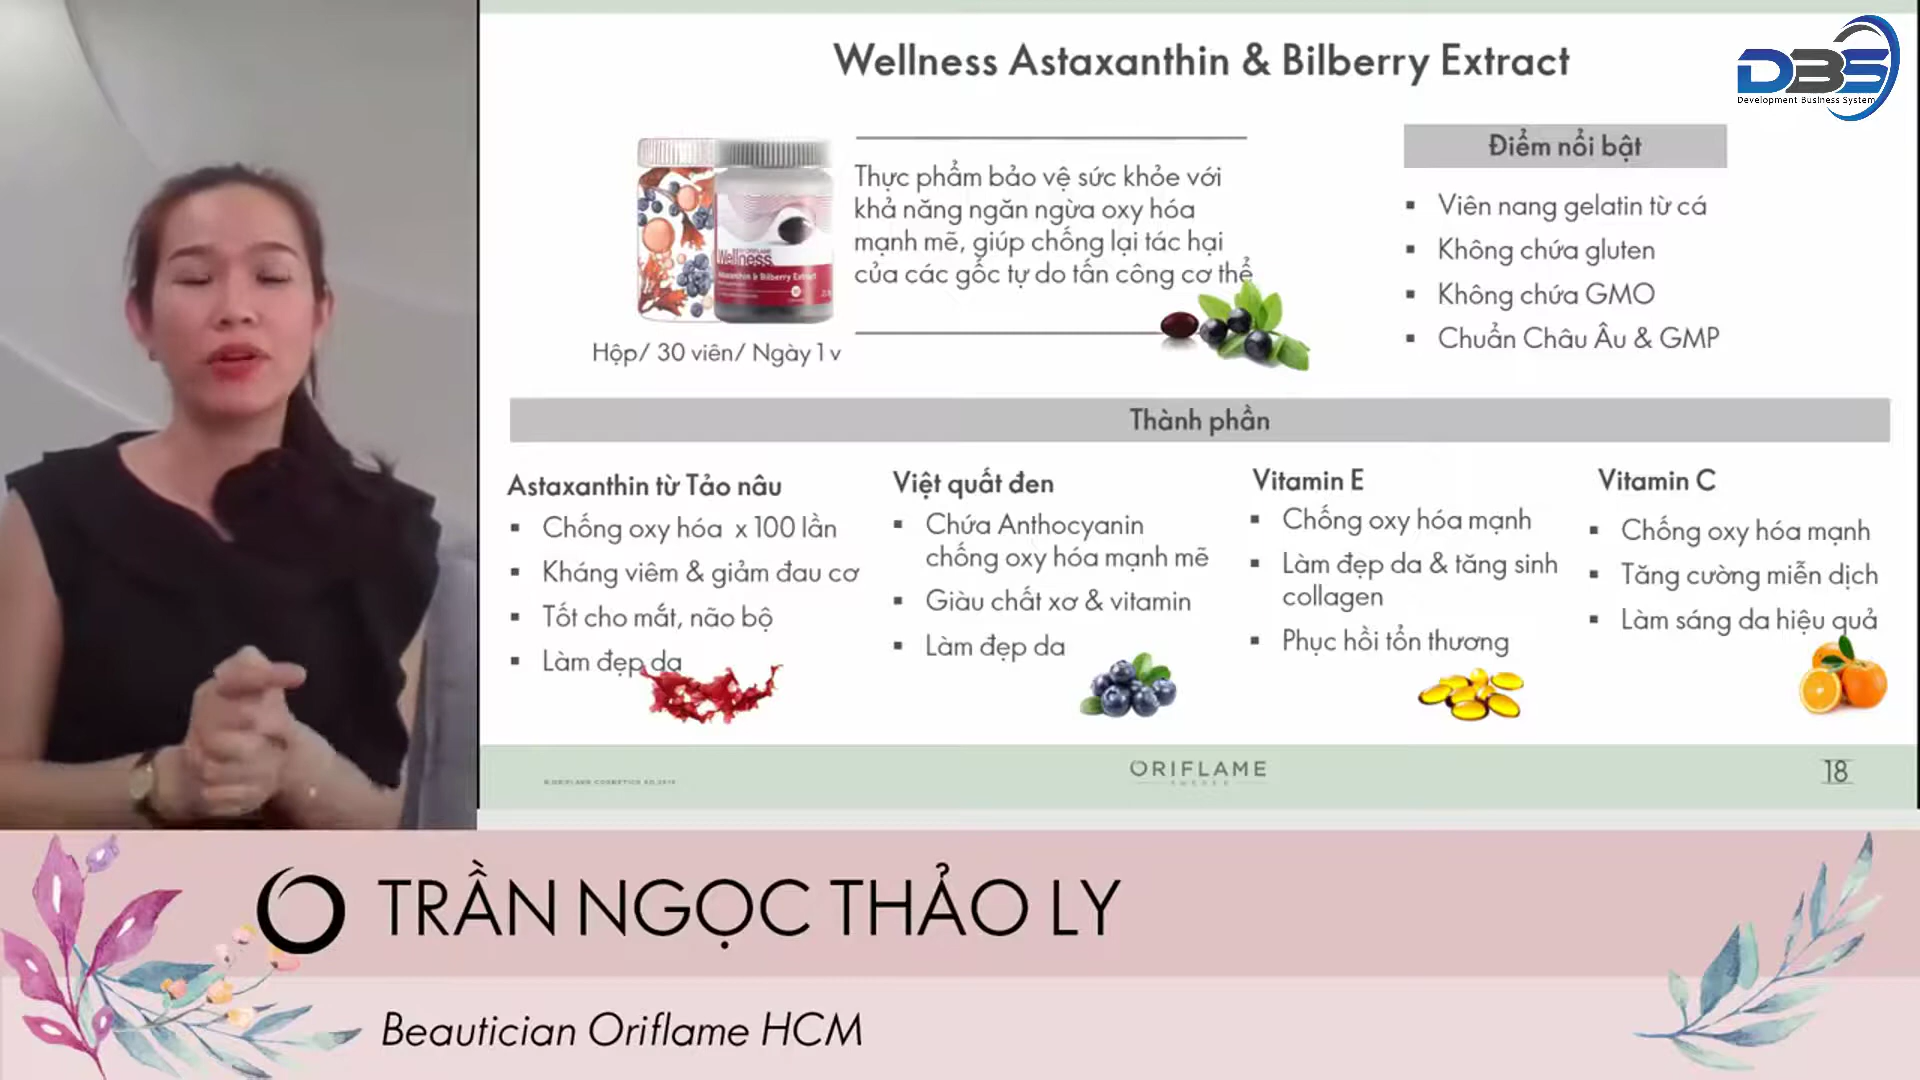 Wellness Astaxanthin & Bilberry Extract
DBS
Development Business System
Thực phẩm bảo vệ sức khỏe với
khả năng ngăn ngừa oxy hóa
mạnh mẽ, giúp chống lại tác hại
của các gốc tự do tấn công cơ thể
Wellness
Astaxanthin & Bilberry Extract
Hộp/ 30 viên/ Ngày 1 v
Điểm nổi bật
▪ Viên nang gelatin từ cá
▪ Không chứa gluten
▪ Không chứa GMO
▪ Chuẩn Châu Âu & GMP
Thành phần
Astaxanthin từ Tảo nâu
▪ Chống oxy hóa x 100 lần
▪ Kháng viêm & giảm đau cơ
▪ Tốt cho mắt, não bộ
▪ Làm đẹp da
Việt quất đen
▪ Chứa Anthocyanin
chống oxy hóa mạnh mẽ
▪ Giàu chất xơ & vitamin
▪ Làm đẹp da
Vitamin E
▪ Chống oxy hóa mạnh
▪ Làm đẹp da & tăng sinh
collagen
▪ Phục hồi tổn thương
Vitamin C
▪ Chống oxy hóa mạnh
▪ Tăng cường miễn dịch
▪ Làm sáng da hiệu quả
ORIFLAME
SWEDEN
18
TRẦN NGỌC THẢO LY
Beautician Oriflame HCM